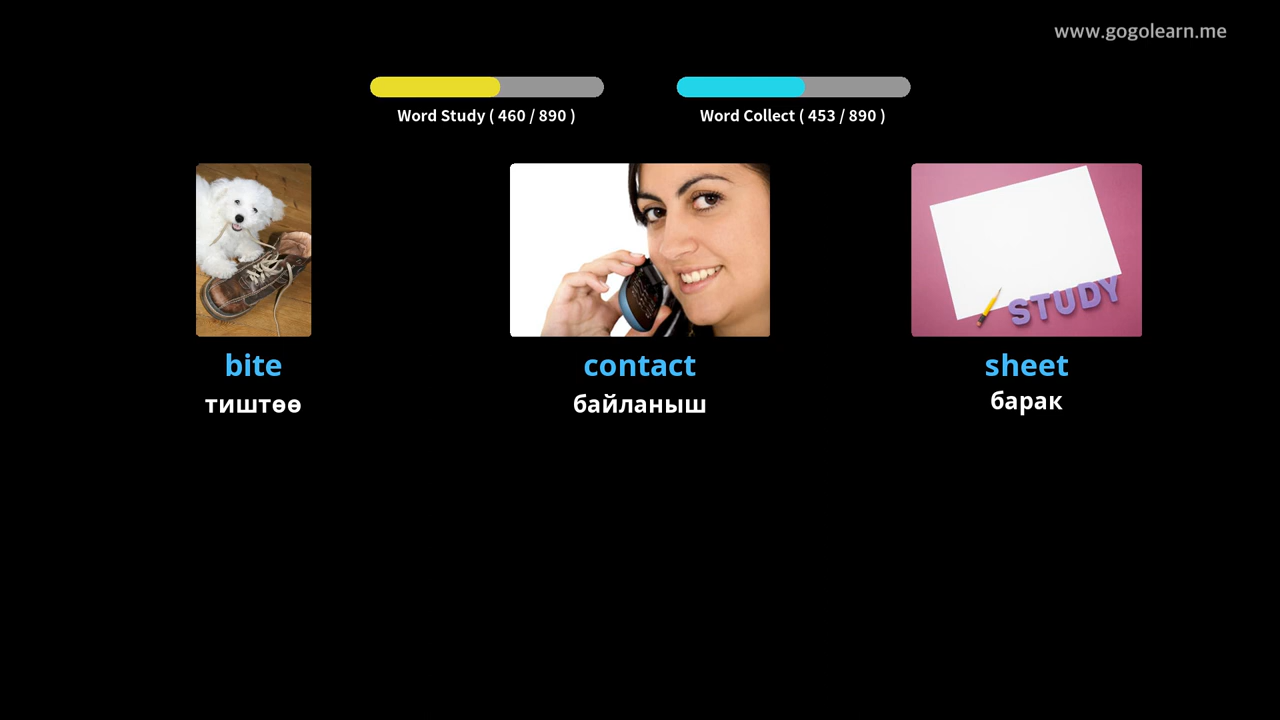 www.gogolearn.me
Word Study ( 460 / 890 )
Word Collect ( 453 / 890 )
STUDY
bite
contact
sheet
тиштөө
байланыш
барак